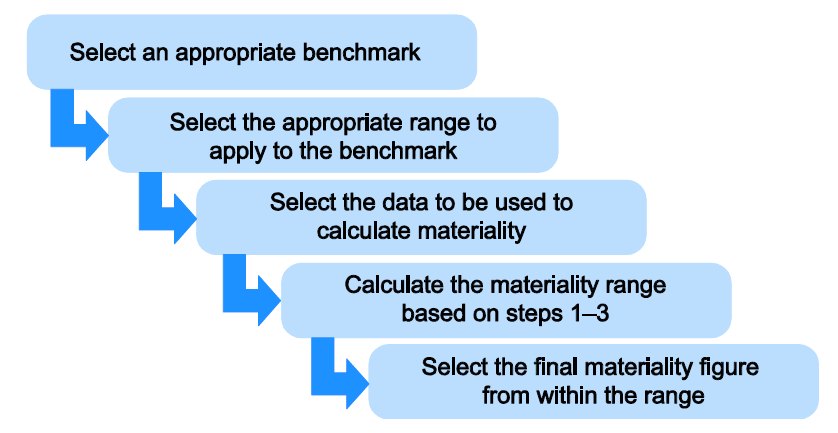 Select an appropriate benchmark
Select the appropriate range to
apply to the benchmark
Select the data to be used to
calculate materiality
Calculate the materiality range
based on steps 1–3
Select the final materiality figure
from within the range